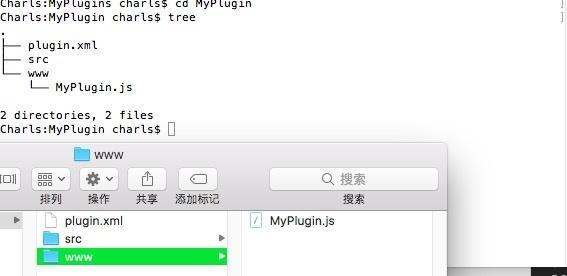 Charls:MyPlugins charls$ cd MyPlugin
Charls:MyPlugin charls$ tree
.
├── plugin.xml
├── src
└── www
    └── MyPlugin.js
2 directories, 2 files
Charls:MyPlugin charls$
www
搜索
排列 操作 共享 添加标记 搜索
plugin.xml MyPlugin.js
src
www